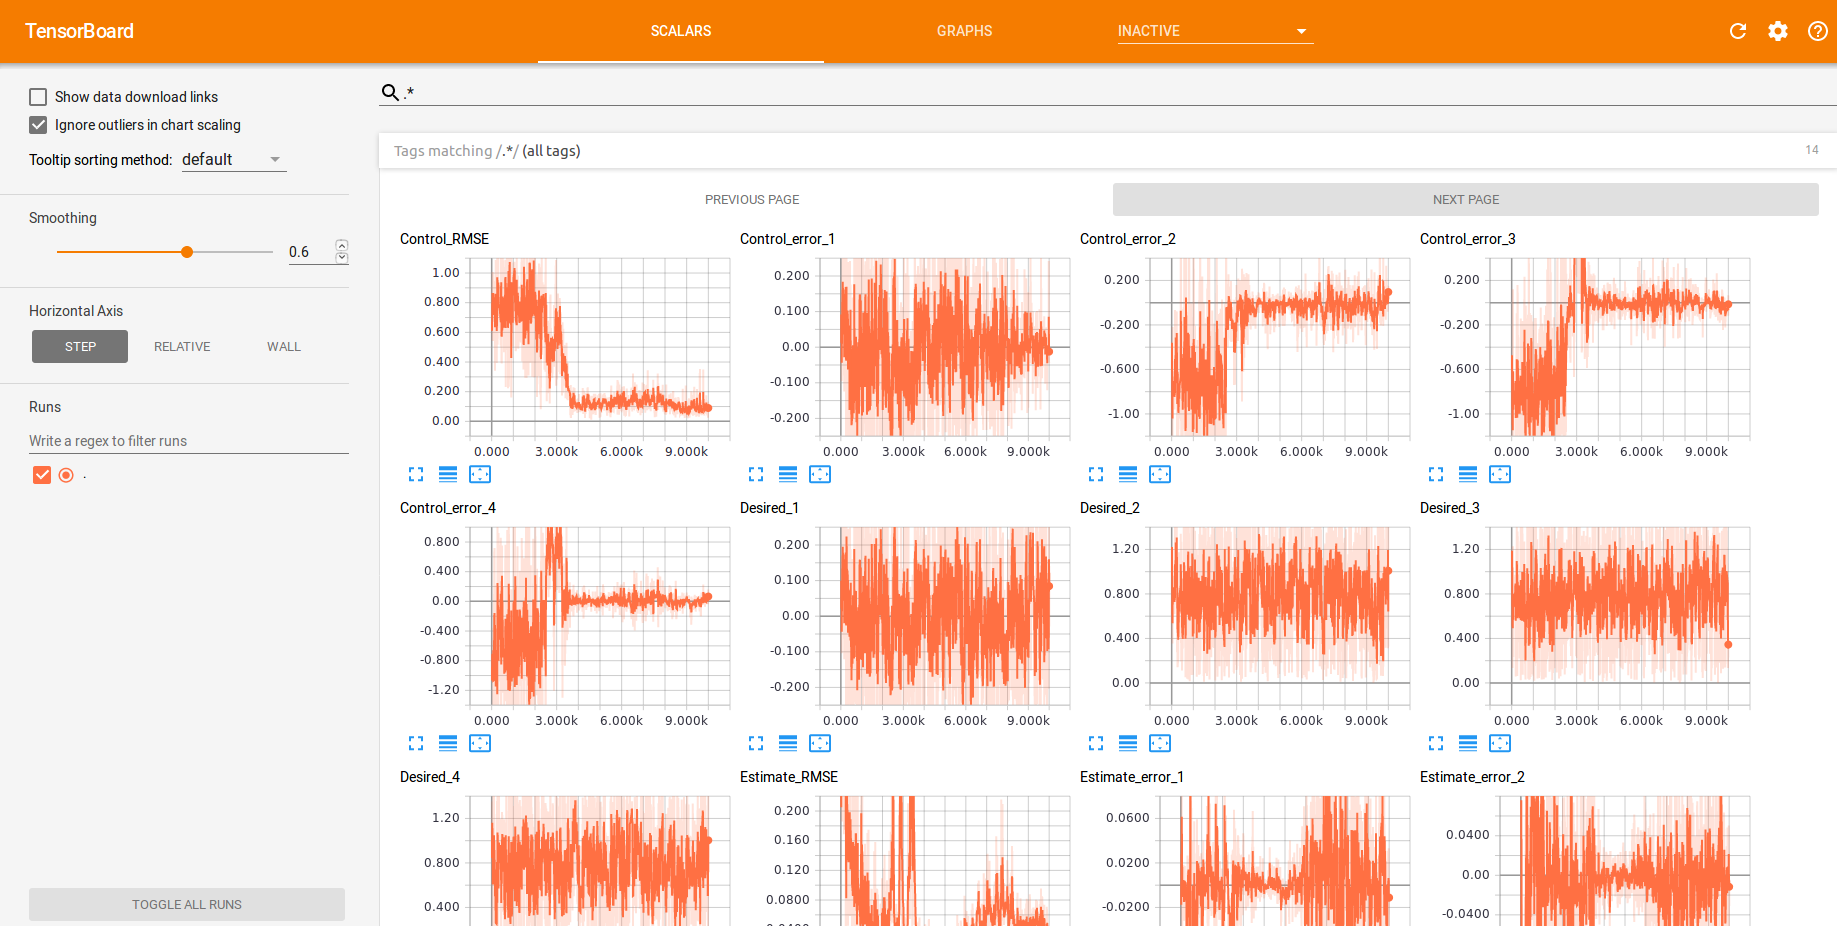 TensorBoard
SCALARS
GRAPHS
INACTIVE
Show data download links
Ignore outliers in chart scaling
Tooltip sorting method: default
Smoothing
0.6
Horizontal Axis
STEP RELATIVE WALL
Runs
Write a regex to filter runs
.
TOGGLE ALL RUNS
.*
Tags matching /.*/ (all tags)
14
PREVIOUS PAGE
NEXT PAGE
Control_RMSE
1.00
0.800
0.600
0.400
0.200
0.00
0.000 3.000k 6.000k 9.000k
Control_error_1
0.200
0.100
0.00
-0.100
-0.200
0.000 3.000k 6.000k 9.000k
Control_error_2
0.200
-0.200
-0.600
-1.00
0.000 3.000k 6.000k 9.000k
Control_error_3
0.200
-0.200
-0.600
-1.00
0.000 3.000k 6.000k 9.000k
Control_error_4
0.800
0.400
0.00
-0.400
-0.800
-1.20
0.000 3.000k 6.000k 9.000k
Desired_1
0.200
0.100
0.00
-0.100
-0.200
0.000 3.000k 6.000k 9.000k
Desired_2
1.20
0.800
0.400
0.00
0.000 3.000k 6.000k 9.000k
Desired_3
1.20
0.800
0.400
0.00
0.000 3.000k 6.000k 9.000k
Desired_4
1.20
0.800
0.400
Estimate_RMSE
0.200
0.160
0.120
0.0800
Estimate_error_1
0.0600
0.0200
-0.0200
Estimate_error_2
0.0400
0.00
-0.0400